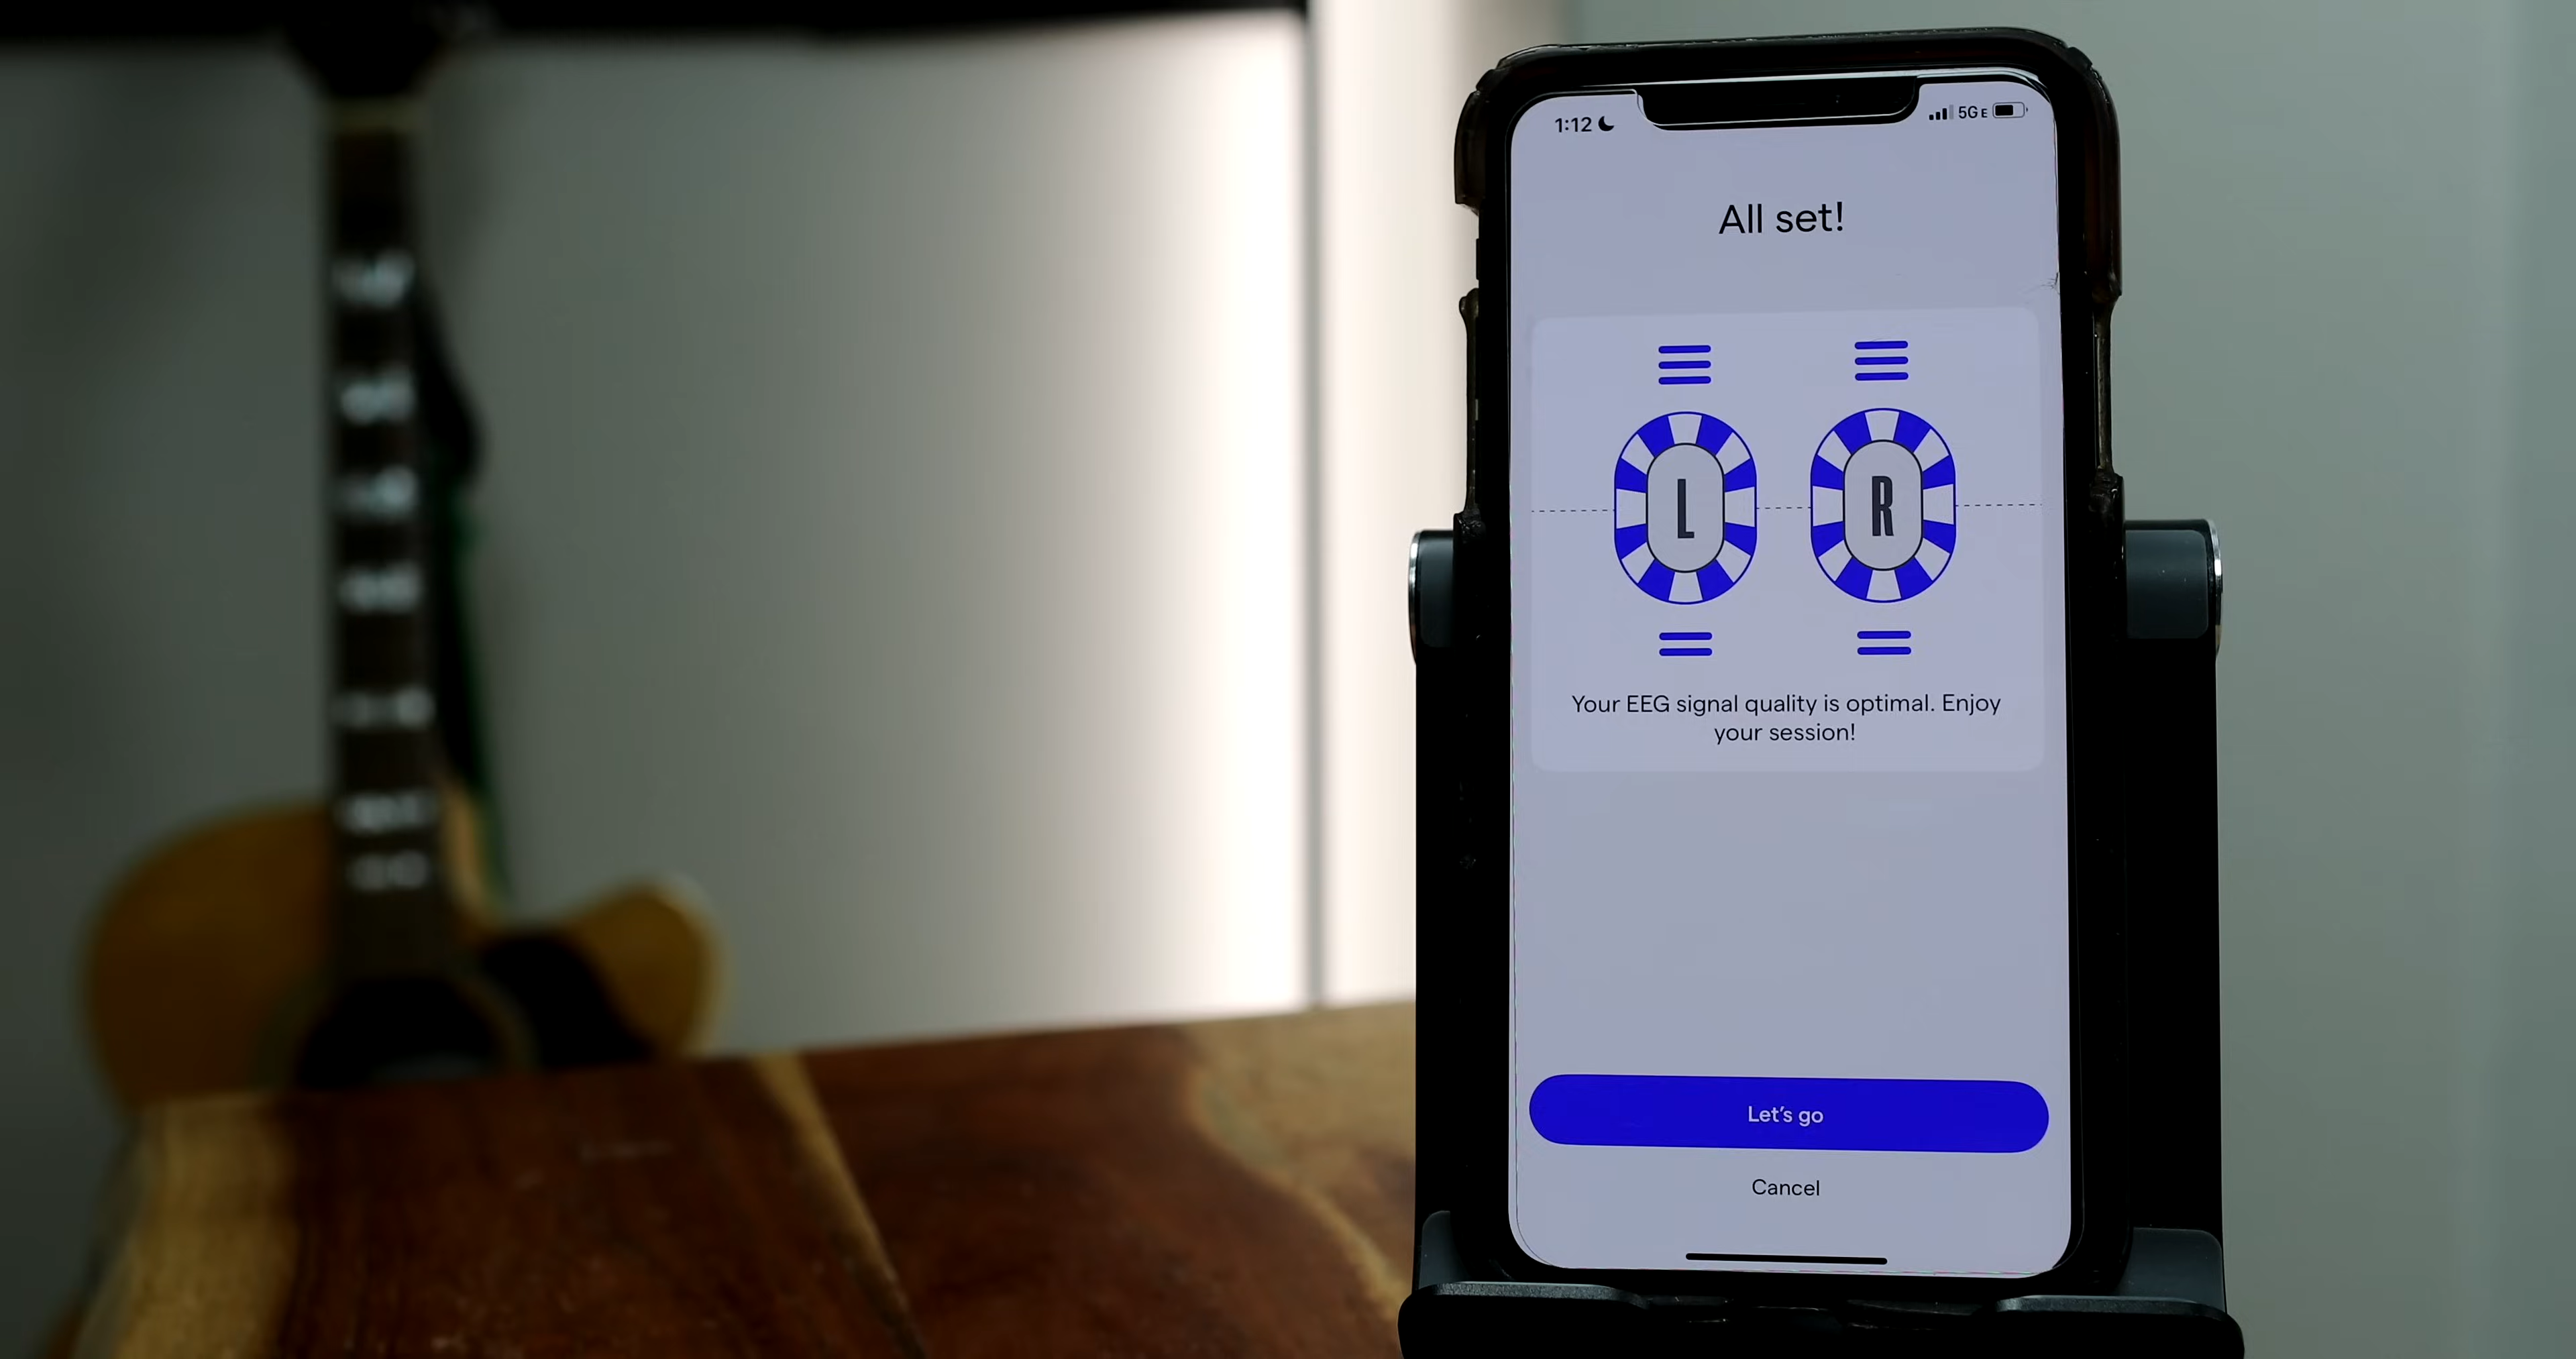 1:12
5G E
All set!
L
R
Your EEG signal quality is optimal. Enjoy
your session!
Let's go
Cancel